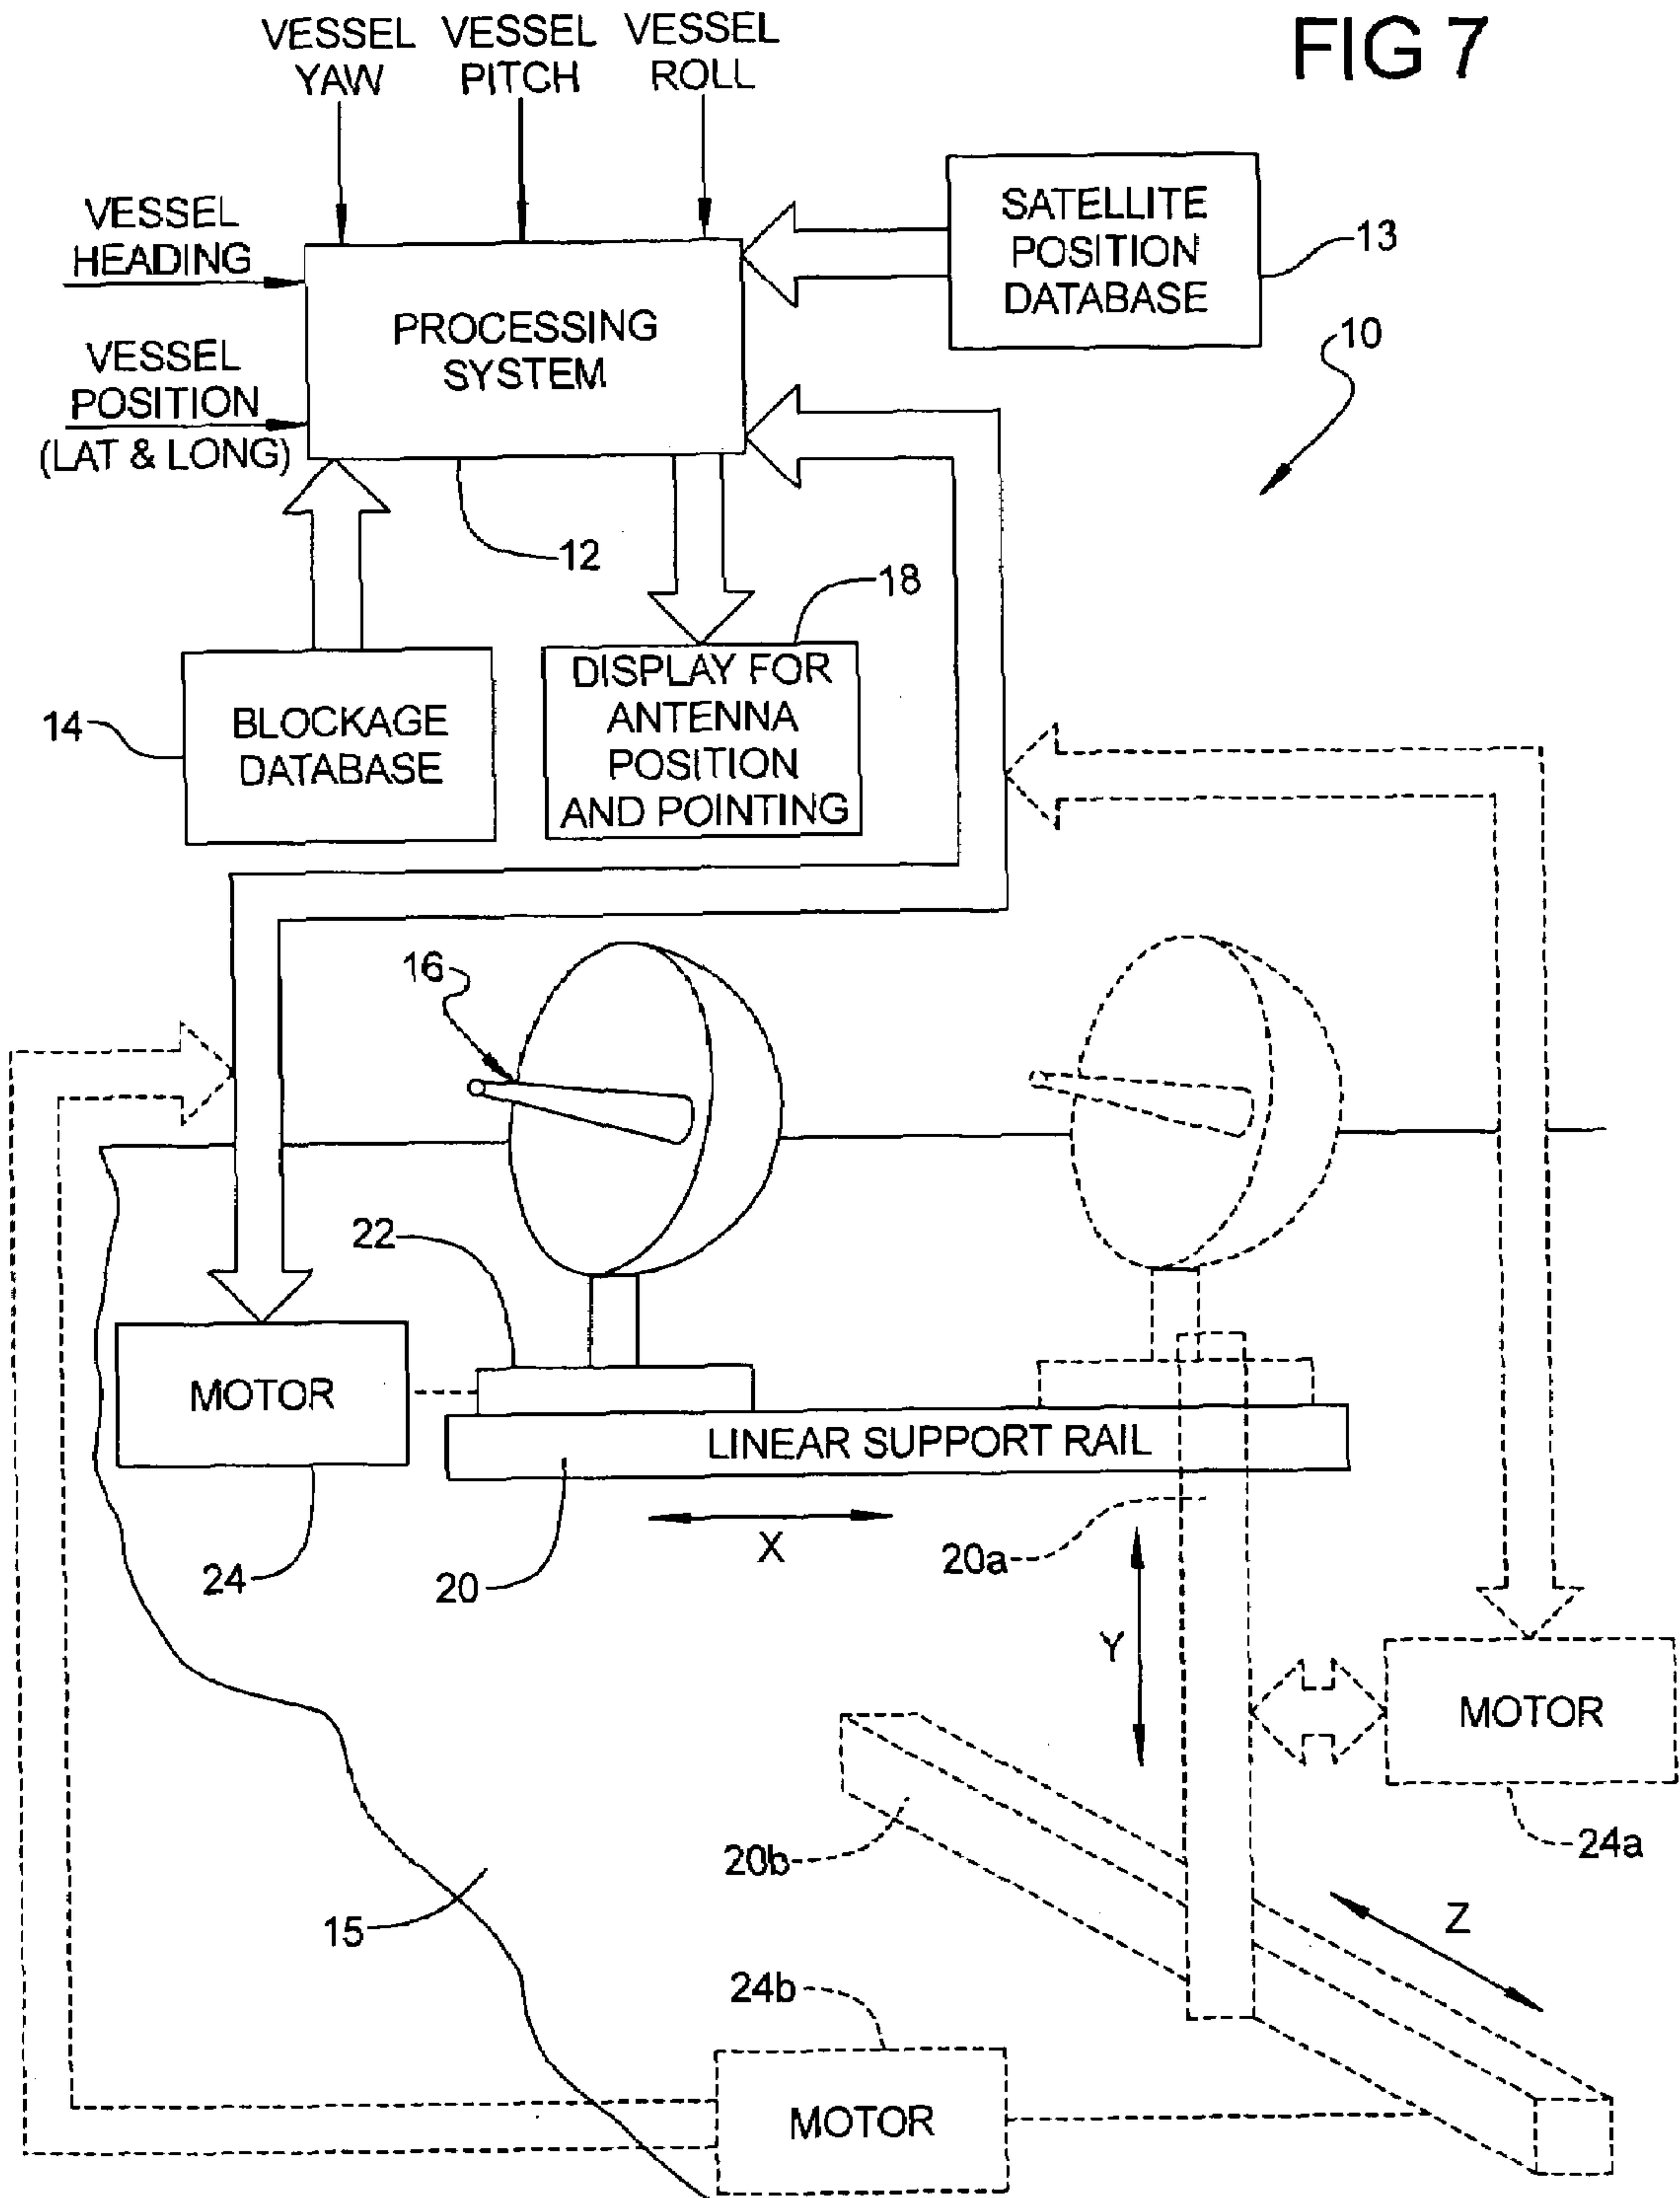 FIG 7
VESSEL
YAW
VESSEL
PITCH
VESSEL
ROLL
VESSEL
HEADING
VESSEL
POSITION
(LAT & LONG)
PROCESSING
SYSTEM
SATELLITE
POSITION
DATABASE
13
10
12
18
14
BLOCKAGE
DATABASE
DISPLAY FOR
ANTENNA
POSITION
AND POINTING
16
22
MOTOR
LINEAR SUPPORT RAIL
24
20
X
20a
Y
MOTOR
24a
20b
15
Z
24b
MOTOR